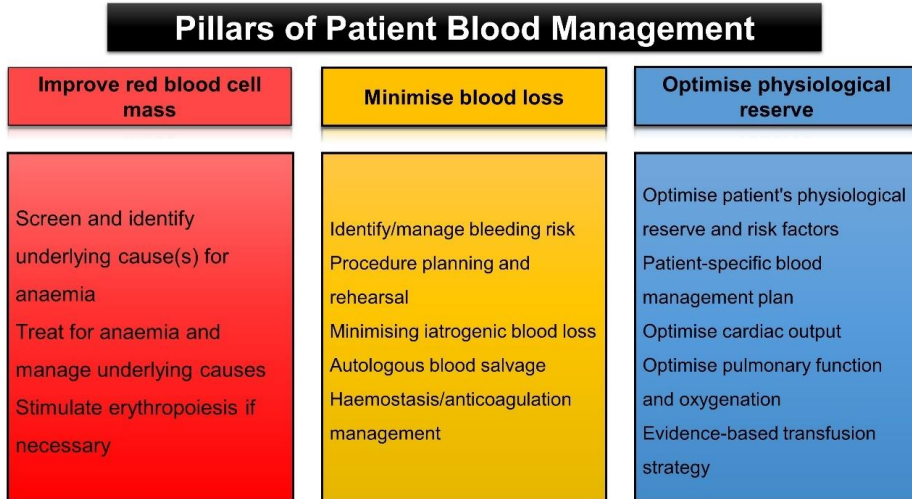 Pillars of Patient Blood Management
Improve red blood cell
mass
Screen and identify
underlying cause(s) for
anaemia
Treat for anaemia and
manage underlying causes
Stimulate erythropoiesis if
necessary
Minimise blood loss
Identify/manage bleeding risk
Procedure planning and
rehearsal
Minimising iatrogenic blood loss
Autologous blood salvage
Haemostasis/anticoagulation
management
Optimise physiological
reserve
Optimise patient's physiological
reserve and risk factors
Patient-specific blood
management plan
Optimise cardiac output
Optimise pulmonary function
and oxygenation
Evidence-based transfusion
strategy